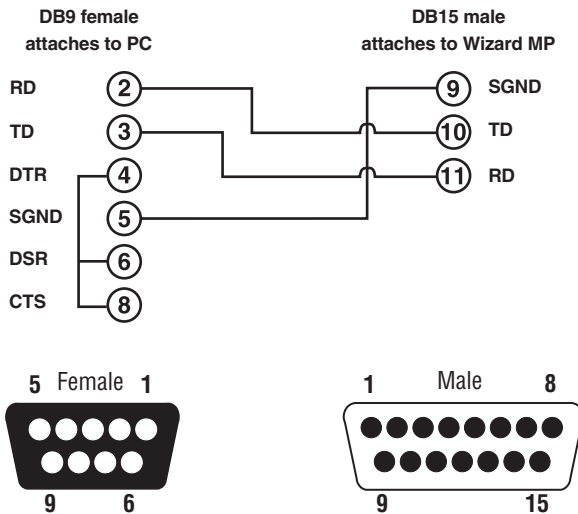 DB9 female
attaches to PC
DB15 male
attaches to Wizard MP
RD 2
TD 3
DTR 4
SGND 5
DSR 6
CTS 8
9 SGND
10 TD
11 RD
5 Female 1
9 6
1 Male 8
9 15